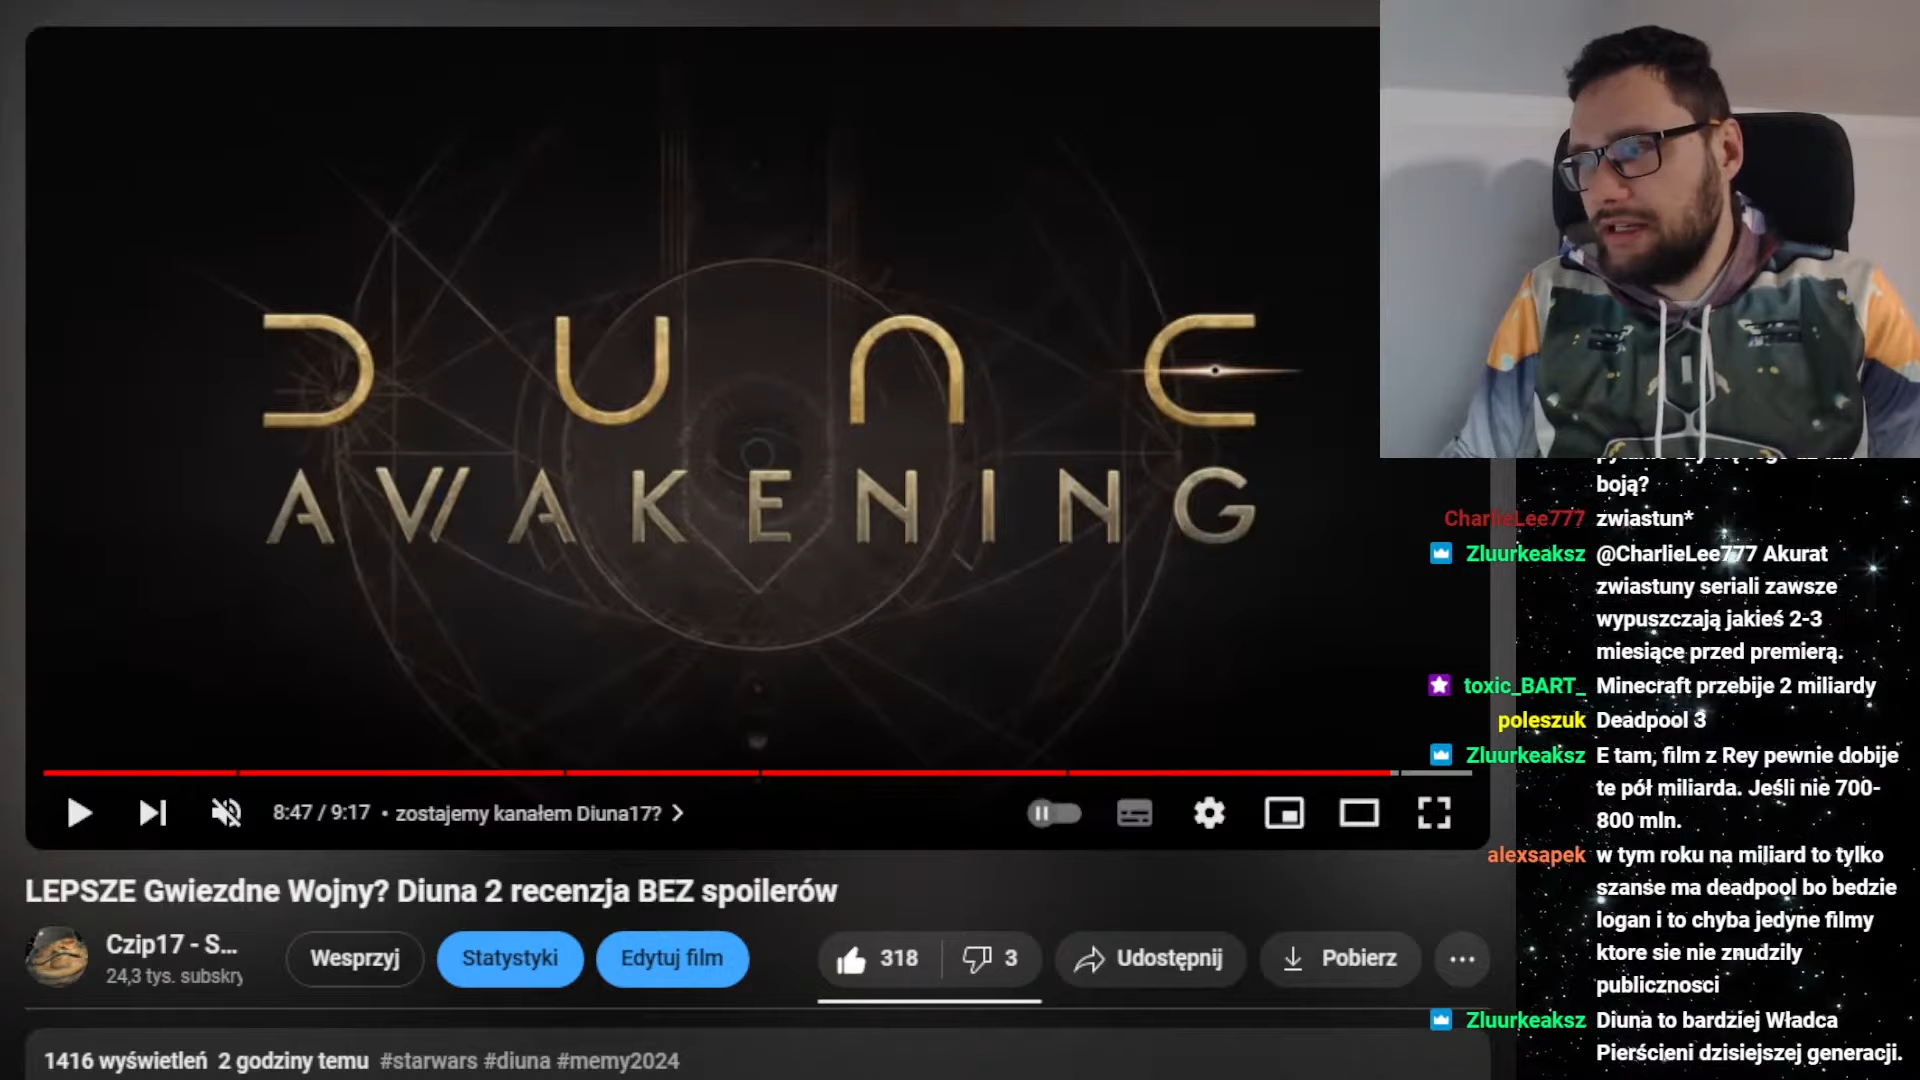 DUNE
AWAKENING
8:47 / 9:17 • zostajemy kanałem Diuna17?
LEPSZE Gwiezdne Wojny? Diuna 2 recenzja BEZ spoilerów
Czip17 - S...
24,3 tys. subskry
Wesprzyj
Statystyki
Edytuj film
318
3
Udostępnij
Pobierz
1416 wyświetleń 2 godziny temu #starwars #diuna #memy2024
boją?
CharlieLee777 zwiastun*
Zluurkeaksz @CharlieLee777 Akurat
zwiastuny seriali zawsze
wypuszczają jakieś 2-3
miesiące przed premierą.
toxic_BART_ Minecraft przebije 2 miliardy
poleszuk Deadpool 3
Zluurkeaksz E tam, film z Rey pewnie dobije
te pół miliarda. Jeśli nie 700-
800 mln.
alexsapek w tym roku na miliard to tylko
szanse ma deadpool bo bedzie
logan i to chyba jedyne filmy
ktore sie nie znudzily
publicznosci
Zluurkeaksz Diuna to bardziej Władca
Pierścieni dzisiejszej generacji.